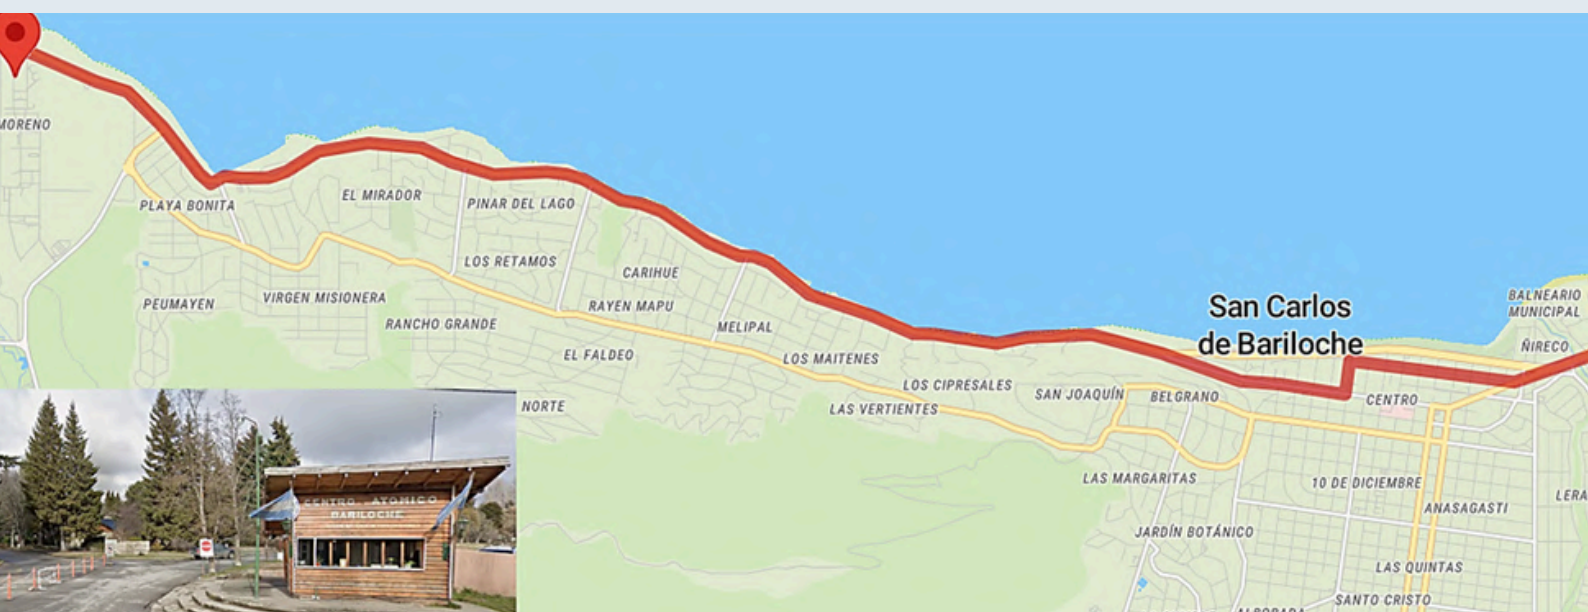 MORENO
PLAYA BONITA
EL MIRADOR
PINAR DEL LAGO
LOS RETAMOS
CARIHUE
PEUMAYEN
VIRGEN MISIONERA
RAYEN MAPU
RANCHO GRANDE
MELIPAL
EL FALDEO
LOS MAITENES
San Carlos
de Bariloche
BALNEARIO
MUNICIPAL
ÑIRECO
NORTE
LOS CIPRESALES
LAS VERTIENTES
SAN JOAQUÍN
BELGRANO
CENTRO
LAS MARGARITAS
10 DE DICIEMBRE
ANASAGASTI
LERA
JARDÍN BOTÁNICO
LAS QUINTAS
SANTO CRISTO
CENTRO ATOMICO
BARILOCHE